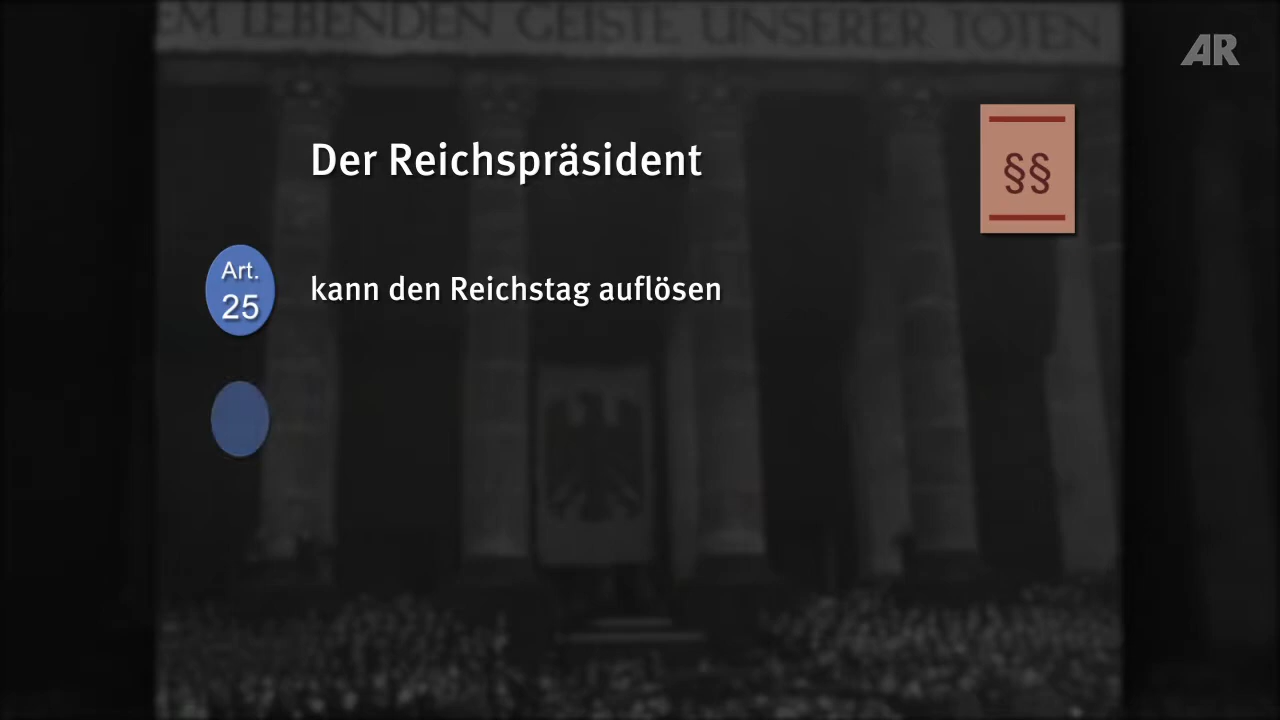 EM LEBENDEN GEISTE UNSERER TOTEN
AR
§§
Der Reichspräsident
Art.
25
kann den Reichstag auflösen